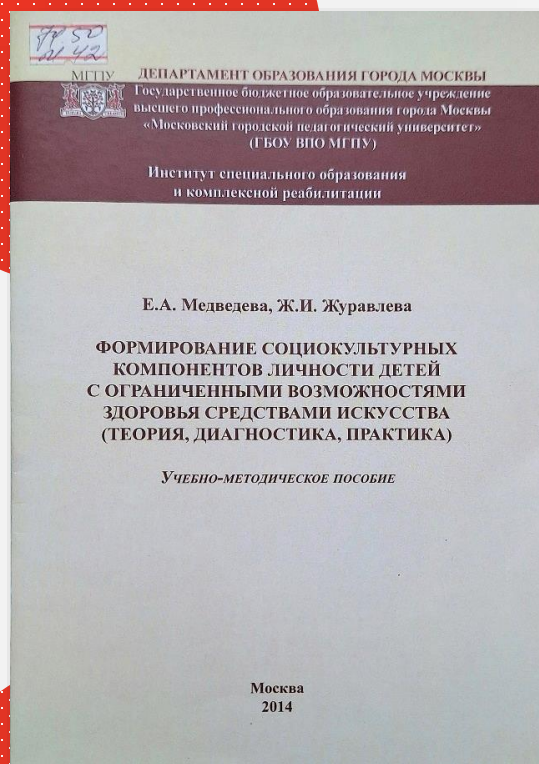 МГПУ
ДЕПАРТАМЕНТ ОБРАЗОВАНИЯ ГОРОДА МОСКВЫ
Государственное бюджетное образовательное учреждение
высшего профессионального образования города Москвы
«Московский городской педагогический университет»
(ГБОУ ВПО МГПУ)
Институт специального образования
и комплексной реабилитации
Е.А. Медведева, Ж.И. Журавлева
ФОРМИРОВАНИЕ СОЦИОКУЛЬТУРНЫХ
КОМПОНЕНТОВ ЛИЧНОСТИ ДЕТЕЙ
С ОГРАНИЧЕННЫМИ ВОЗМОЖНОСТЯМИ
ЗДОРОВЬЯ СРЕДСТВАМИ ИСКУССТВА
(ТЕОРИЯ, ДИАГНОСТИКА, ПРАКТИКА)
Учебно-методическое пособие
Москва
2014